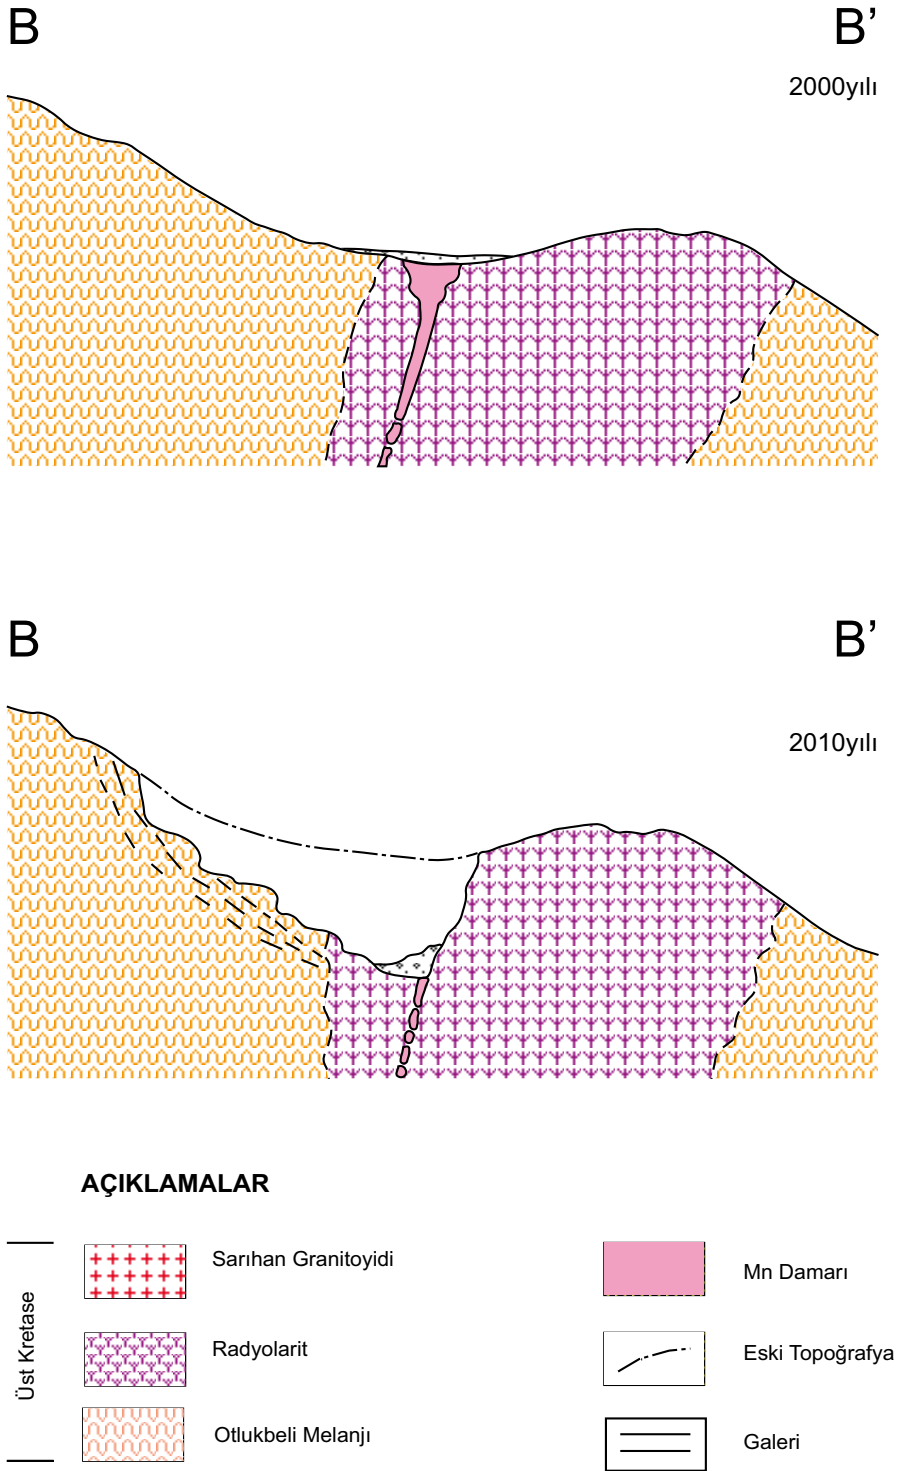 B B’
2000yılı
B B’
2010yılı
AÇIKLAMALAR
Üst Kretase
Sarıhan Granitoyidi
Radyolarit
Otlukbeli Melanjı
Mn Damarı
Eski Topoğrafya
Galeri